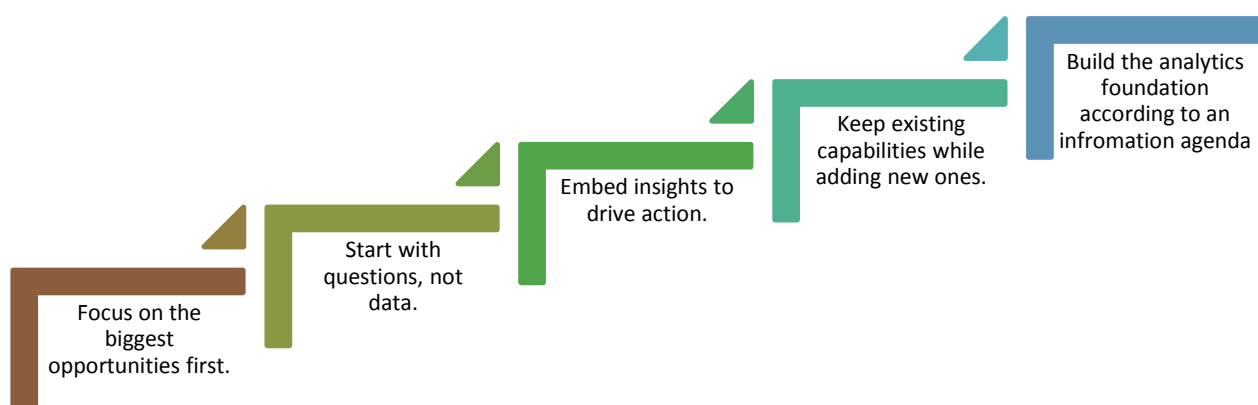 Focus on the
biggest
opportunities first.
Start with
questions, not
data.
Embed insights to
drive action.
Keep existing
capabilities while
adding new ones.
Build the analytics
foundation
according to an
infromation agenda